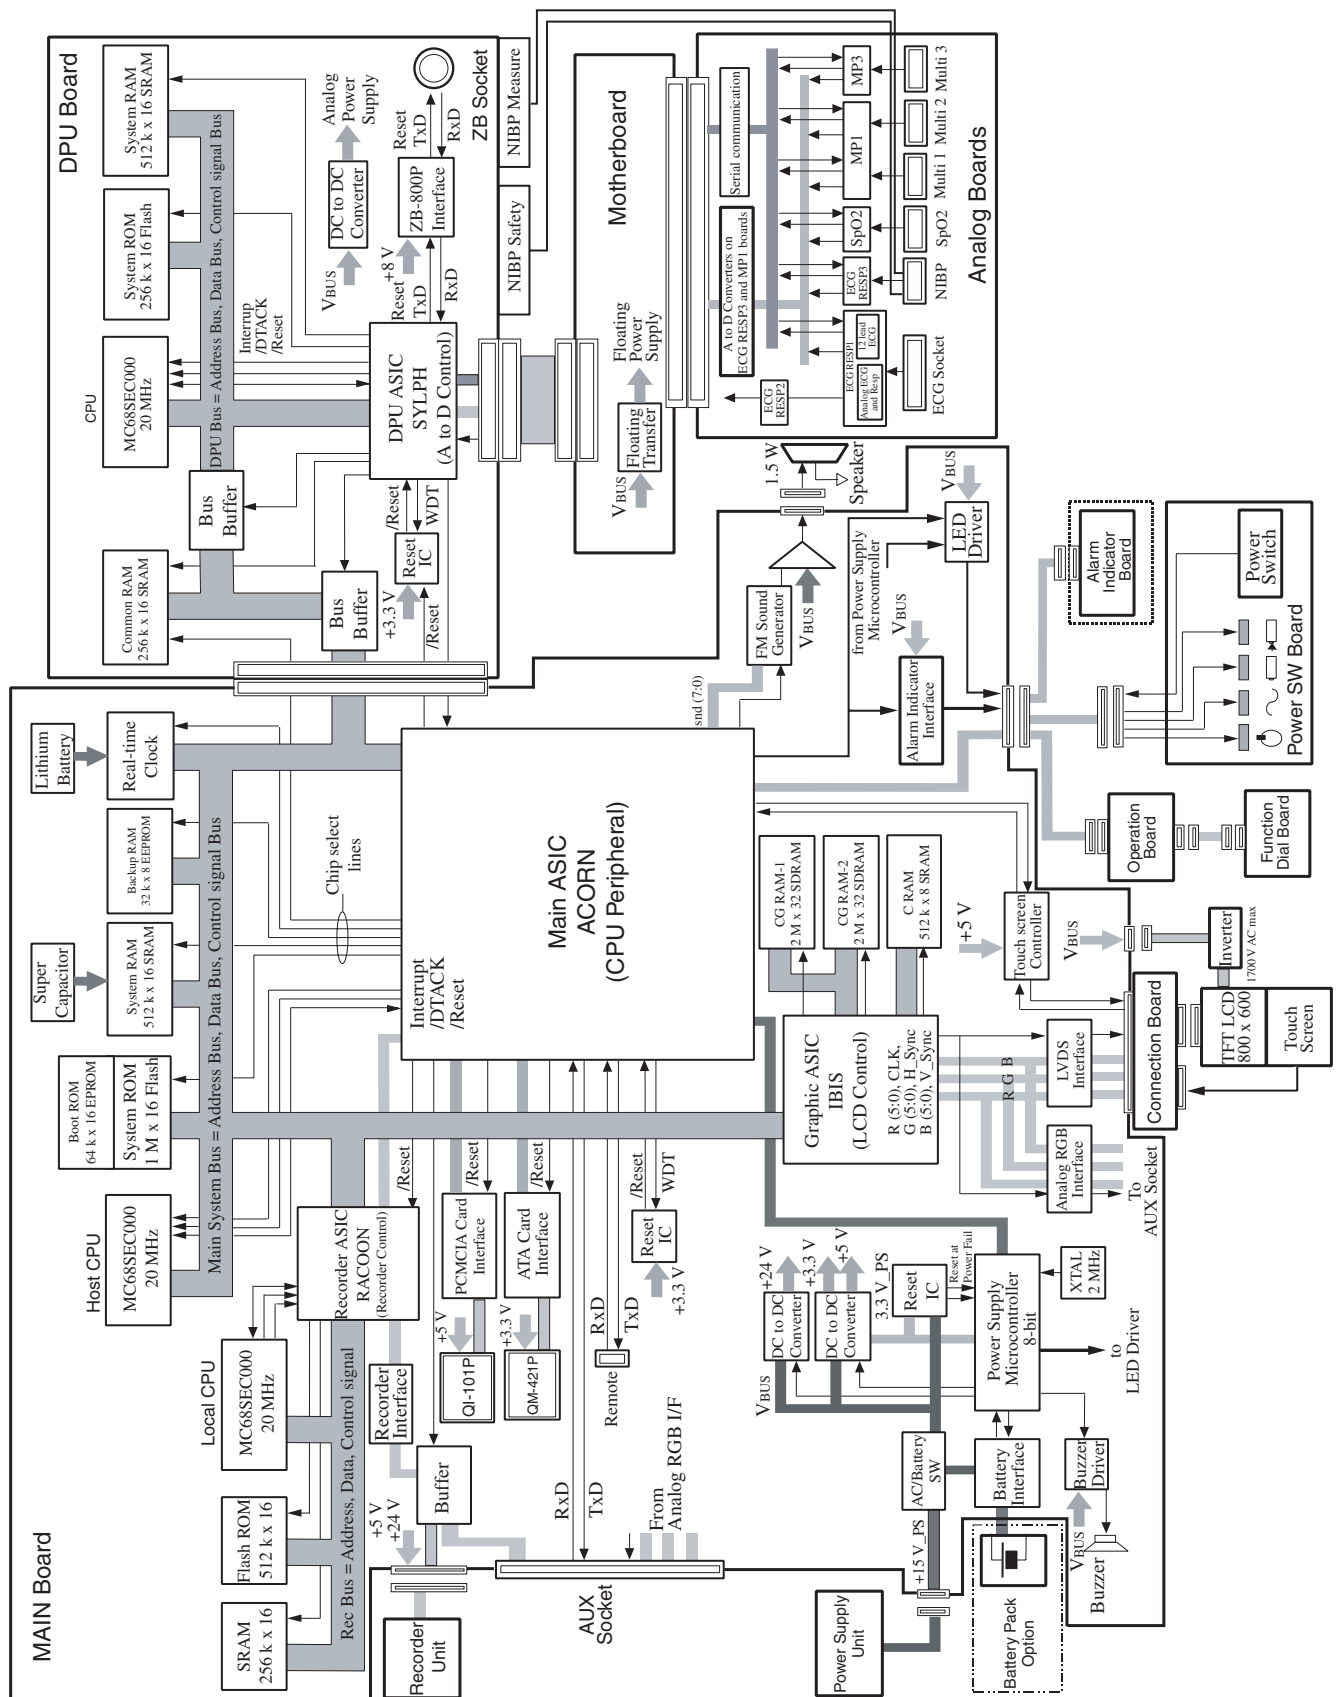 MAIN Board
SRAM
256 k x 16
Flash ROM
512 k x 16
Local CPU
MC68SEC000
20 MHz
Rec Bus = Address, Data, Control signal
Host CPU
MC68SEC000
20 MHz
Boot ROM
64 k x 16 EPROM
System ROM
1 M x 16 Flash
Super
Capacitor
System RAM
512 k x 16 SRAM
Backup RAM
32 k x 8 EEPROM
Lithium
Battery
Real-time
Clock
Main System Bus = Address Bus, Data Bus, Control signal Bus
Chip select
lines
Recorder ASIC
RACOON
(Recorder Control)
/Reset
Recorder
Interface
Buffer
+5 V
+24 V
Recorder
Unit
PCMCIA Card
Interface
/Reset
+5 V
QI-101P
ATA Card
Interface
/Reset
+3.3 V
QM-421P
RxD
TxD
Remote
RxD
TxD
AUX
Socket
From
Analog RGB I/F
/Reset
WDT
Reset
IC
+3.3 V
Interrupt
/DTACK
/Reset
Main ASIC
ACORN
(CPU Peripheral)
CG RAM-1
2 M x 32 SDRAM
CG RAM-2
2 M x 32 SDRAM
C RAM
512 k x 8 SRAM
Graphic ASIC
IBIS
(LCD Control)
R (5:0), CLK,
G (5:0), H_Sync
B (5:0), V_Sync
R G B
LVDS
Interface
Analog RGB
Interface
To
AUX Socket
Touch screen
Controller
+5 V
VBUS
Inverter
1700 V AC max
Connection Board
TFT LCD
800 x 600
Touch
Screen
+24 V
+3.3 V
+5 V
DC to DC
Converter
DC to DC
Converter
VBUS
3.3 V_PS
Reset
IC
Reset at
Power Fail
Power Supply
Microcontroller
8-bit
XTAL
2 MHz
to
LED Driver
AC/Battery
SW
Battery
Interface
Buzzer
Driver
VBUS
Buzzer
+15 V_PS
Power Supply
Unit
Battery Pack
Option
DPU Board
System RAM
512 k x 16 SRAM
System ROM
256 k x 16 Flash
CPU
MC68SEC000
20 MHz
Common RAM
256 k x 16 SRAM
DPU Bus = Address Bus, Data Bus, Control signal Bus
Bus
Buffer
Bus
Buffer
Interrup
/DTACK
/Reset
VBUS
DC to DC
Converter
Analog
Power
Supply
+8 V
ZB-800P
Interface
Reset
TxD
RxD
Reset
TxD
RxD
ZB Socket
DPU ASIC
SYLPH
(A to D Control)
/Reset
WDT
Reset
IC
+3.3 V
/Reset
NIBP Measure
NIBP Safety
Motherboard
VBUS
Floating
Transfer
Floating
Power
Supply
Analog Boards
Serial communication
A to D Converters on
ECG RESP3 and MP1 boards
MP3
MP1
SpO2
ECG
RESP3
ECG RESP1
12 lead
ECG
Analog ECG
and Resp
ECG
RESP2
Multi 3
Multi 2
Multi 1
SpO2
NIBP
ECG Socket
snd (7:0)
FM Sound
Generator
VBUS
1.5 W
Speaker
from Power Supply
Microcontroller
LED
Driver
VBUS
VBUS
Alarm Indicator
Interface
Alarm
Indicator
Board
Power
Switch
Power SW Board
Operation
Board
Function
Dial Board